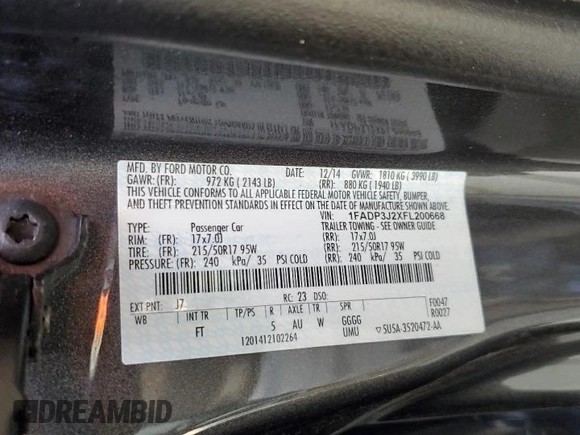 MFD. BY FORD MOTOR CO.
DATE: 12/14 GVWR: 1810 KG ( 3990 LB)
GAWR: (FR): 972 KG ( 2143 LB) (RR): 880 KG ( 1940 LB)
THIS VEHICLE CONFORMS TO ALL APPLICABLE FEDERAL MOTOR VEHICLE SAFETY, BUMPER,
AND THEFT PREVENTION STANDARDS IN EFFECT ON THE DATE OF MANUFACTURE SHOWN ABOVE.
VIN: 1FADP3J2XFL200668
TYPE: Passenger Car TRAILER TOWING - SEE OWNER GUIDE
RIM: (FR): 17x7.0J (RR): 17x7.0J
TIRE: (FR): 215/50R17 95W (RR): 215/50R17 95W
PRESSURE: (FR): 240 kPa/ 35 PSI COLD (RR): 240 kPa/ 35 PSI COLD
EXT PNT: J7 RC: 23 DSO: F0047
WB INT TR TP/PS R AXLE TR SPR R0027
FT 5 AU W GGGG
1201412102264 UMU ▽5U5A-3520472-AA
DREAMBID